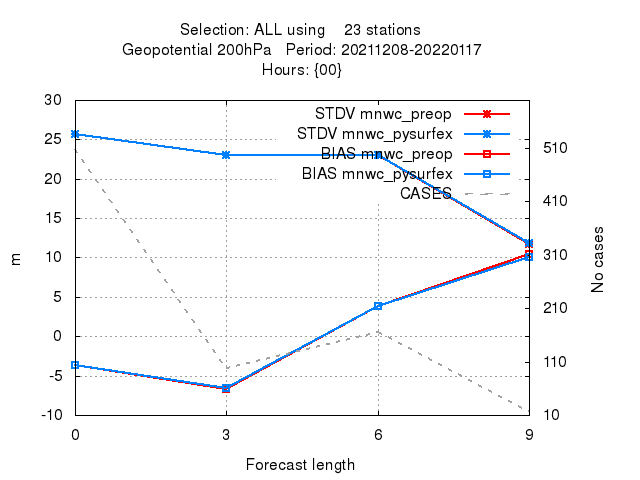 Selection: ALL using 23 stations
Geopotential 200hPa Period: 20211208-20220117
Hours: {00}
STDV mnwc_preop
STDV mnwc_pysurfex
BIAS mnwc_preop
BIAS mnwc_pysurfex
CASES
30
25
20
15
10
5
0
-5
-10
m
510
410
310
210
110
10
No cases
0 3 6 9
Forecast length